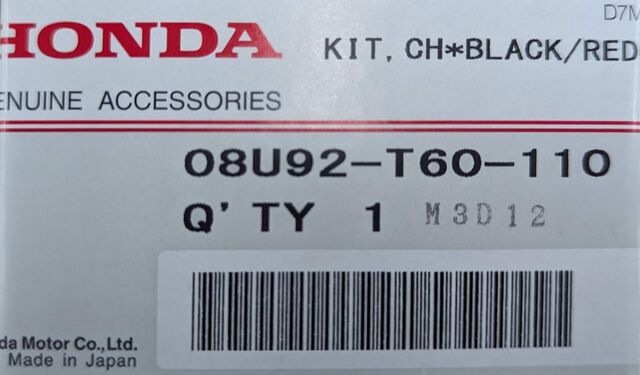 D7M
HONDA
KIT, CH*BLACK/RED
ENUINE ACCESSORIES
08U92-T60-110
Q'TY 1 M3D12
da Motor Co., Ltd.
Made in Japan